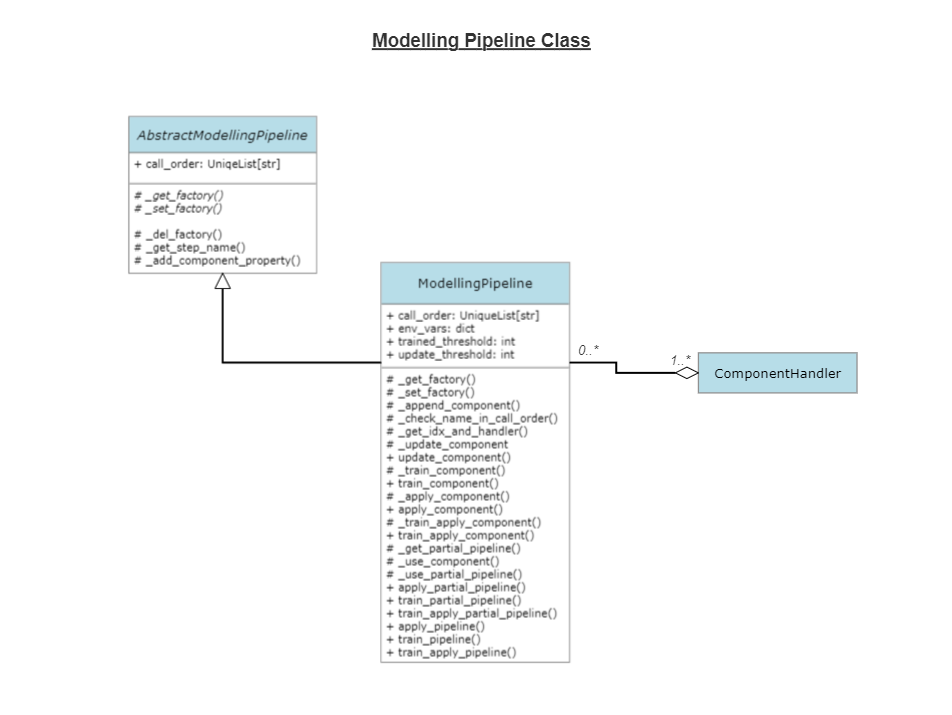 Modelling Pipeline Class
AbstractModellingPipeline
+ call_order: UniqeList[str]
# _get_factory()
# _set_factory()
# _del_factory()
# _get_step_name()
# _add_component_property()
ModellingPipeline
+ call_order: UniqueList[str]
+ env_vars: dict
+ trained_threshold: int
+ update_threshold: int
# _get_factory()
# _set_factory()
# _append_component()
# _check_name_in_call_order()
# _get_idx_and_handler()
# _update_component
+ update_component()
# _train_component()
+ train_component()
# _apply_component()
+ apply_component()
# _train_apply_component()
+ train_apply_component()
# _get_partial_pipeline()
# _use_component()
# _use_partial_pipeline()
+ apply_partial_pipeline()
+ train_partial_pipeline()
+ train_apply_partial_pipeline()
+ apply_pipeline()
+ train_pipeline()
+ train_apply_pipeline()
0..*
1..*
ComponentHandler